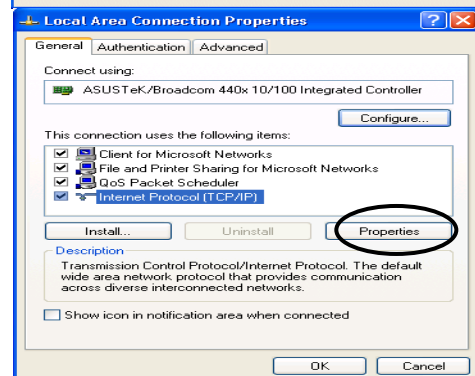 Local Area Connection Properties
General Authentication Advanced
Connect using:
ASUSTeK/Broadcom 440x 10/100 Integrated Controller
Configure...
This connection uses the following items:
Client for Microsoft Networks
File and Printer Sharing for Microsoft Networks
QoS Packet Scheduler
Internet Protocol (TCP/IP)
Install... Uninstall Properties
Description
Transmission Control Protocol/Internet Protocol. The default
wide area network protocol that provides communication
across diverse interconnected networks.
Show icon in notification area when connected
OK Cancel